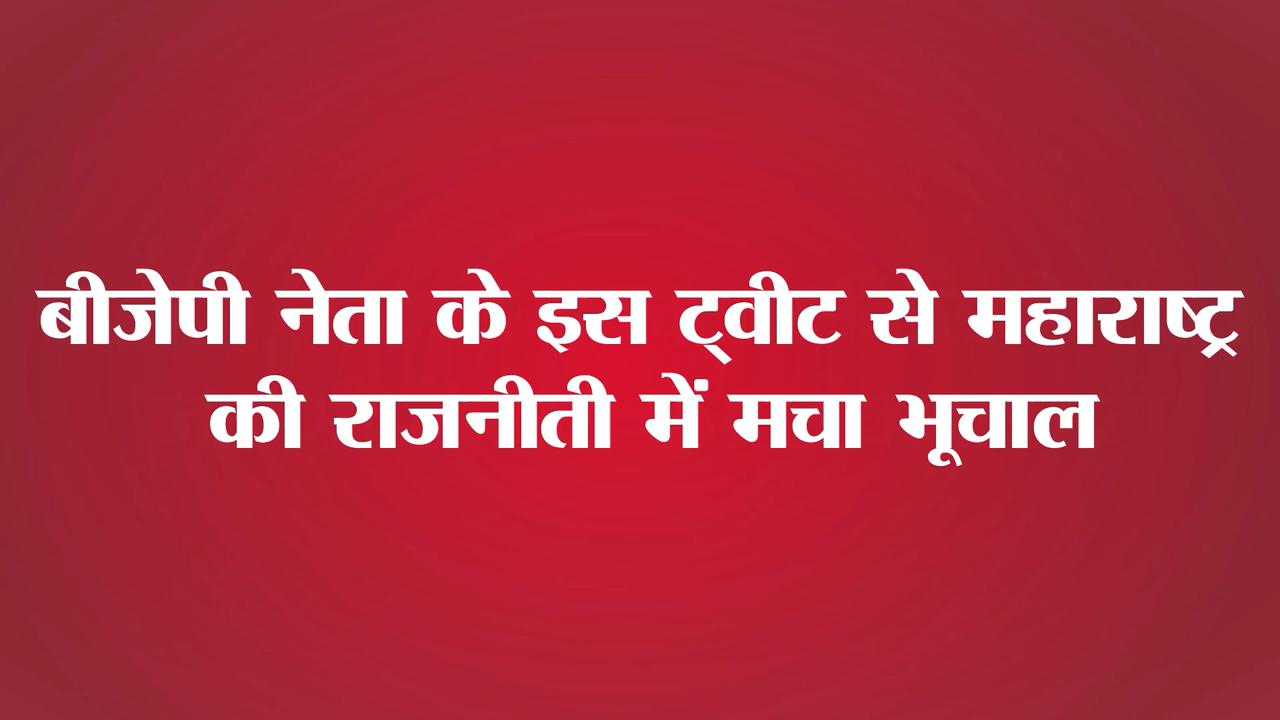 बीजेपी नेता के इस ट्वीट से महाराष्ट्र
की राजनीती में मचा भूचाल